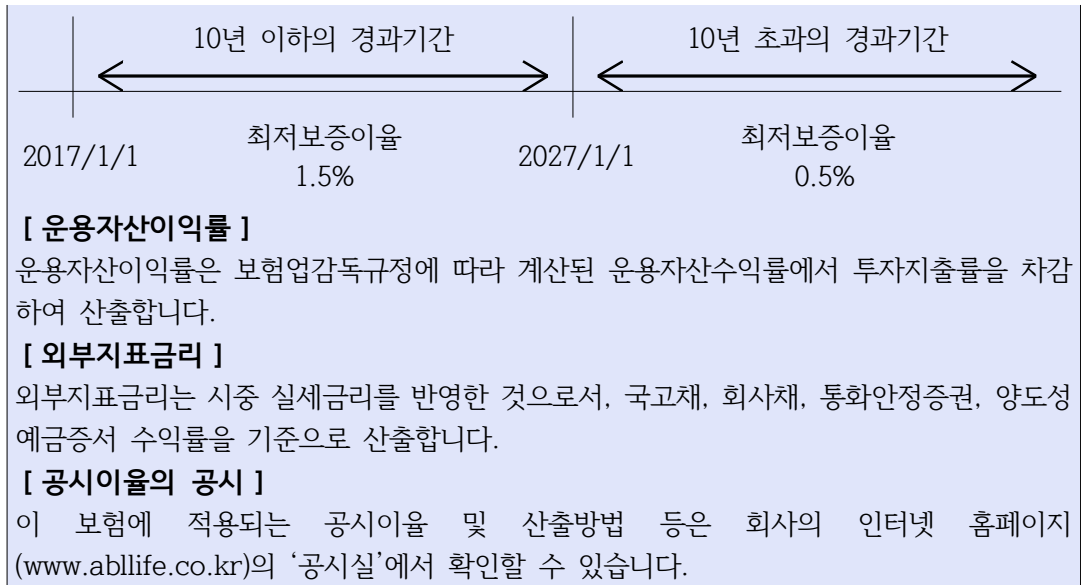 10년 이하의 경과기간 10년 초과의 경과기간
최저보증이율 최저보증이율
2017/1/1 2027/1/1
1.5% 0.5%
[ 운용자산이익률 ]
운용자산이익률은 보험업감독규정에 따라 계산된 운용자산수익률에서 투자지출률을 차감
하여 산출합니다.
[ 외부지표금리 ]
외부지표금리는 시중 실세금리를 반영한 것으로서, 국고채, 회사채, 통화안정증권, 양도성
예금증서 수익률을 기준으로 산출합니다.
[ 공시이율의 공시 ]
이 보험에 적용되는 공시이율 및 산출방법 등은 회사의 인터넷 홈페이지
(www.abllife.co.kr)의 ‘공시실’에서 확인할 수 있습니다.